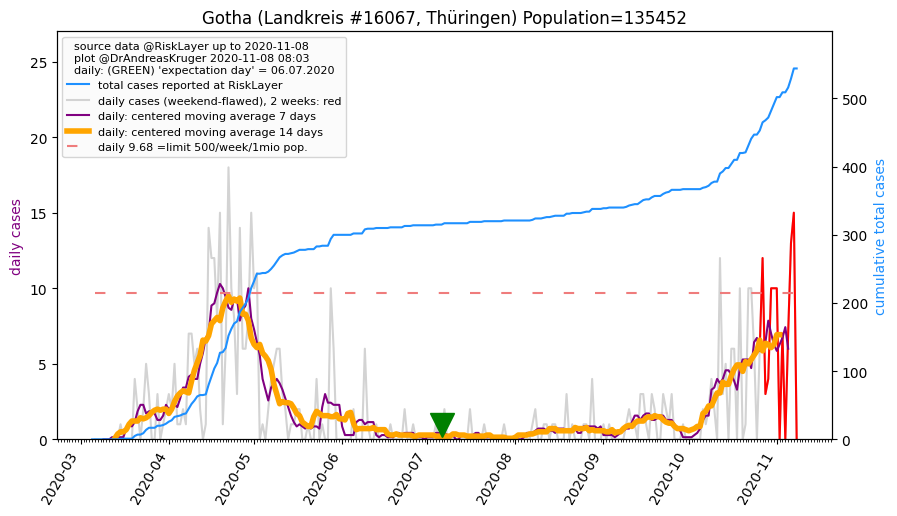 Gotha (Landkreis #16067, Thüringen) Population=135452
source data @RiskLayer up to 2020-11-08
plot @DrAndreasKruger 2020-11-08 08:03
daily: (GREEN) 'expectation day' = 06.07.2020
total cases reported at RiskLayer
daily cases (weekend-flawed), 2 weeks: red
daily: centered moving average 7 days
daily: centered moving average 14 days
daily 9.68 =limit 500/week/1mio pop.
daily cases
25
20
15
10
5
0
cumulative total cases
500
400
300
200
100
0
2020-03
2020-04
2020-05
2020-06
2020-07
2020-08
2020-09
2020-10
2020-11